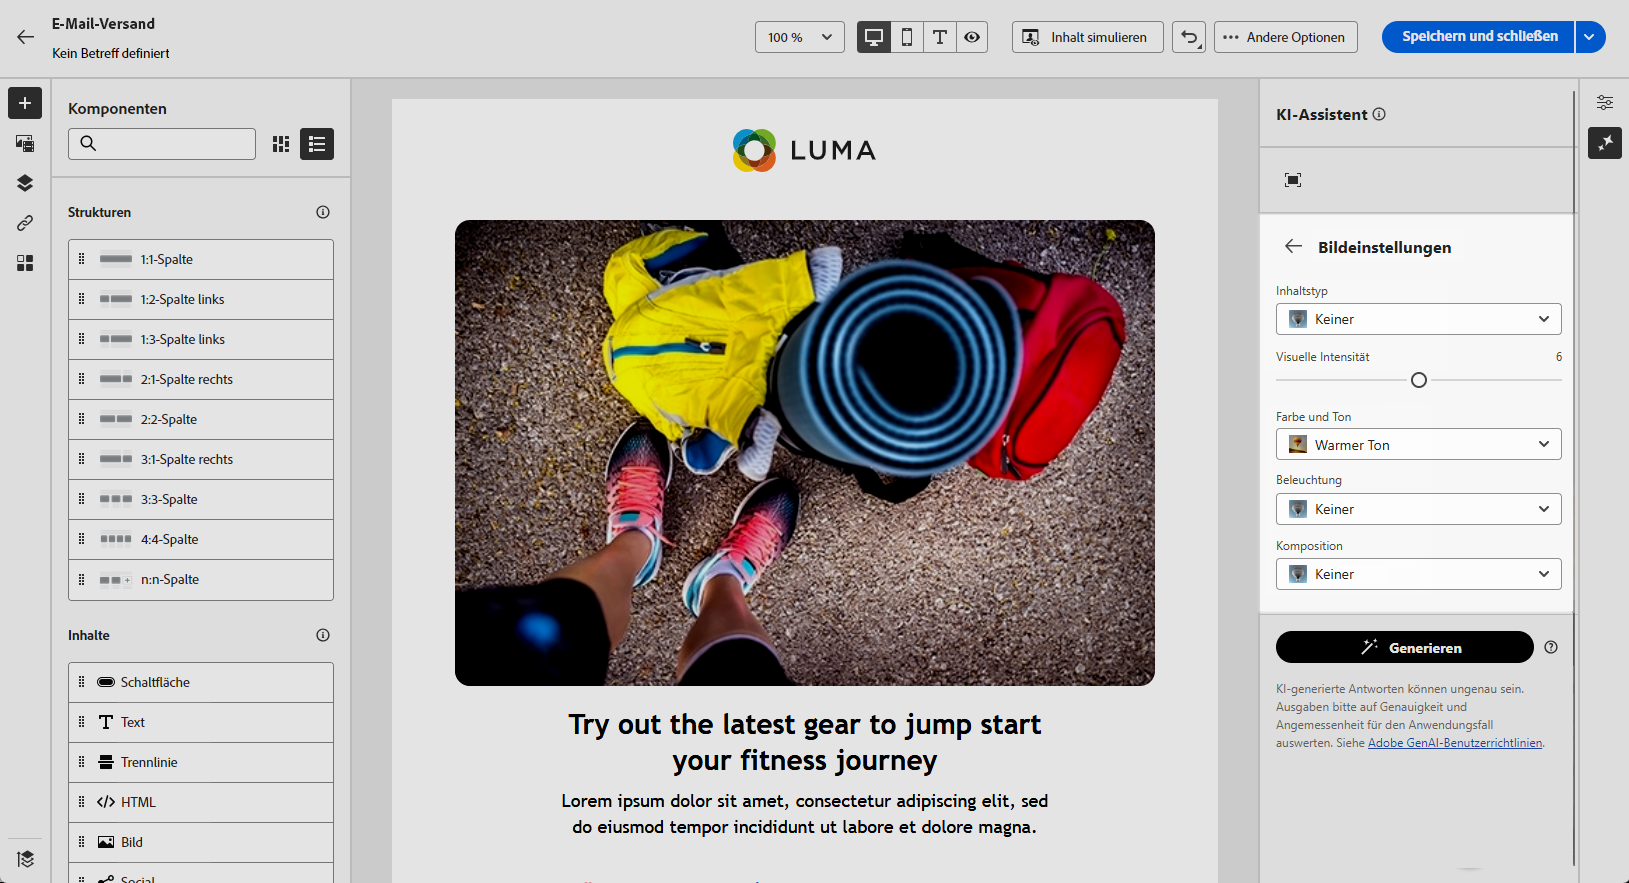 E-Mail-Versand
Kein Betreff definiert
100 %
Inhalt simulieren
Andere Optionen
Speichern und schließen
Komponenten
Strukturen
1:1-Spalte
1:2-Spalte links
1:3-Spalte links
2:1-Spalte rechts
2:2-Spalte
3:1-Spalte rechts
3:3-Spalte
4:4-Spalte
n:n-Spalte
Inhalte
Schaltfläche
Text
Trennlinie
HTML
Bild
Social
LUMA
Try out the latest gear to jump start
your fitness journey
Lorem ipsum dolor sit amet, consectetur adipiscing elit, sed
do eiusmod tempor incididunt ut labore et dolore magna.
KI-Assistent
Bildeinstellungen
Inhaltstyp
Keiner
Visuelle Intensität 6
Farbe und Ton
Warmer Ton
Beleuchtung
Keiner
Komposition
Keiner
Generieren
KI-generierte Antworten können ungenau sein.
Ausgaben bitte auf Genauigkeit und
Angemessenheit für den Anwendungsfall
auswerten. Siehe Adobe GenAI-Benutzerrichtlinien.